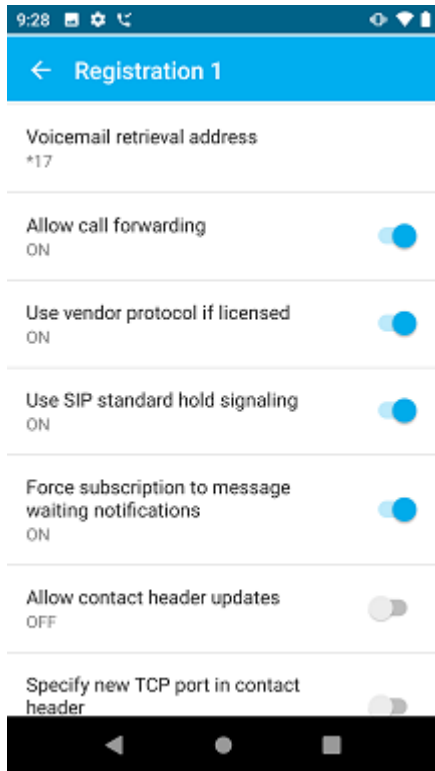 9:28
Registration 1
Voicemail retrieval address
*17
Allow call forwarding
ON
Use vendor protocol if licensed
ON
Use SIP standard hold signaling
ON
Force subscription to message
waiting notifications
ON
Allow contact header updates
OFF
Specify new TCP port in contact
header